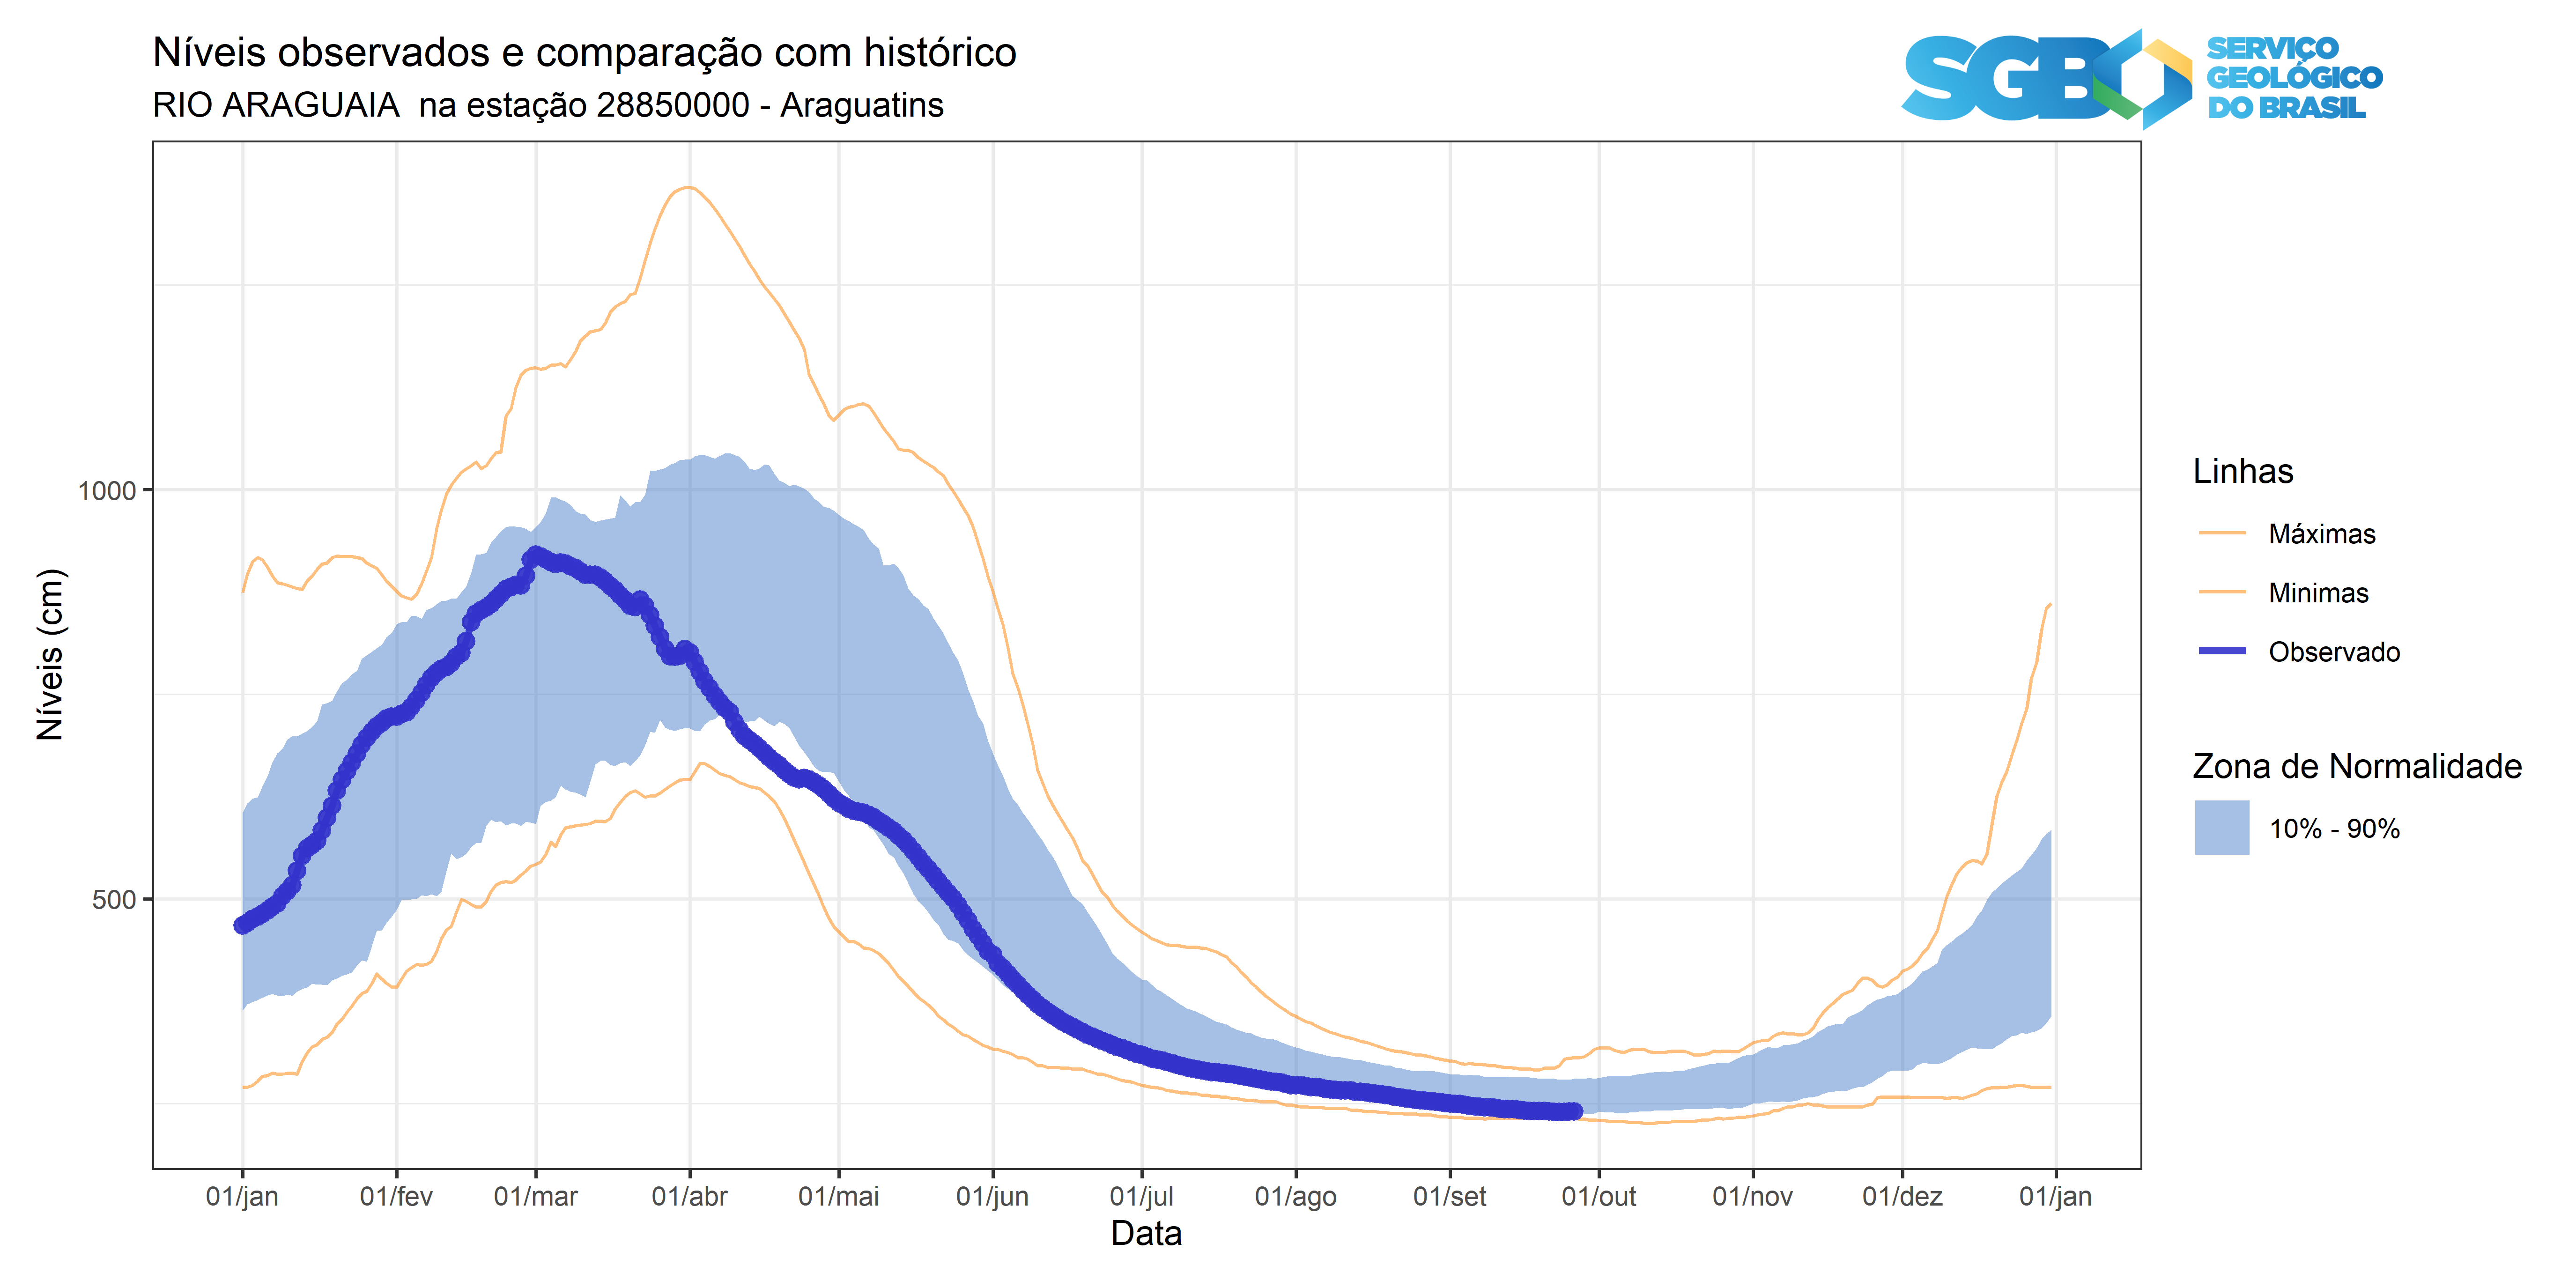 Níveis observados e comparação com histórico
RIO ARAGUAIA  na estação 28850000 - Araguatins
SGB
SERVIÇO
GEOLÓGICO
DO BRASIL
Níveis (cm)
1000
500
01/jan 01/fev 01/mar 01/abr 01/mai 01/jun 01/jul 01/ago 01/set 01/out 01/nov 01/dez 01/jan
Data
Linhas
Máximas
Minimas
Observado
Zona de Normalidade
10% - 90%